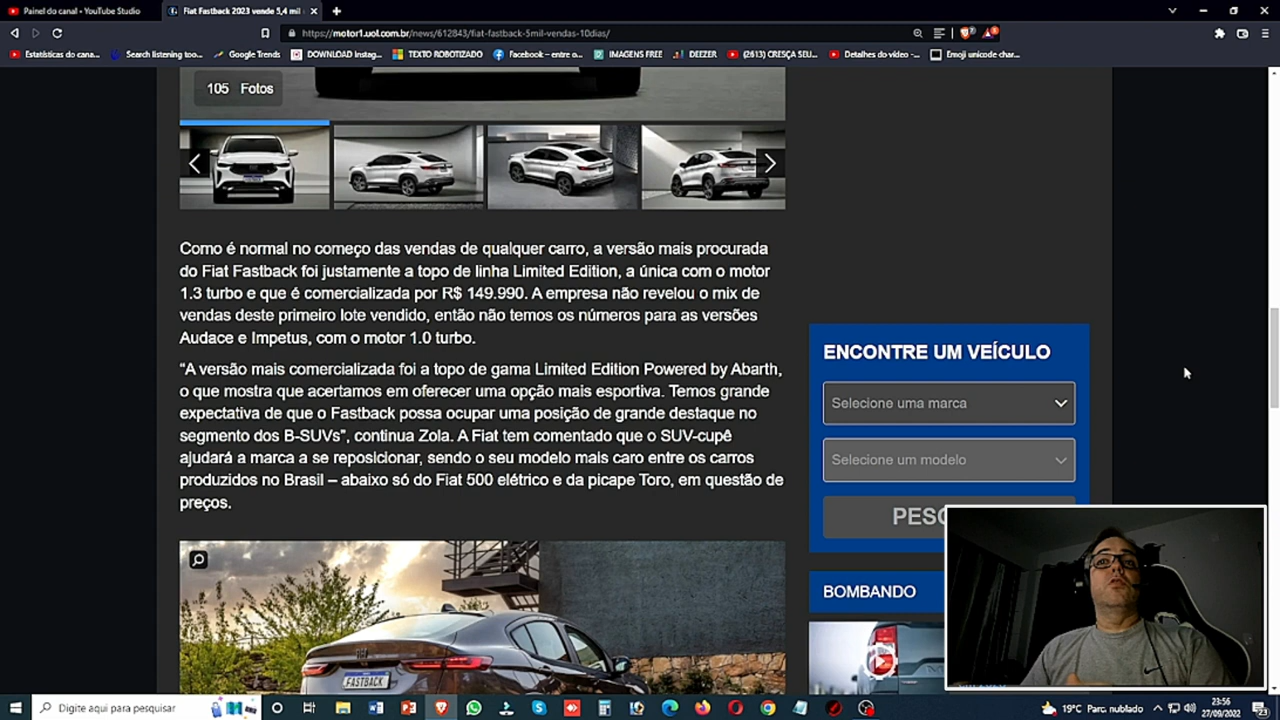 Painel do canal - YouTube Studio
Fiat Fastback 2023 vende 5,4 mil
https://motor1.uol.com.br/news/612843/fiat-fastback-5mil-vendas-10dias/
Estatísticas do cana...
Search listening too...
Google Trends
DOWNLOAD Instag...
TEXTO ROBOTIZADO
Facebook – entre o...
IMAGENS FREE
DEEZER
(2613) CRESÇA SEU...
Detalhes do vídeo -...
Emoji unicode char...
105 Fotos
Como é normal no começo das vendas de qualquer carro, a versão mais procurada
do Fiat Fastback foi justamente a topo de linha Limited Edition, a única com o motor
1.3 turbo e que é comercializada por R$ 149.990. A empresa não revelou o mix de
vendas deste primeiro lote vendido, então não temos os números para as versões
Audace e Impetus, com o motor 1.0 turbo.
“A versão mais comercializada foi a topo de gama Limited Edition Powered by Abarth,
o que mostra que acertamos em oferecer uma opção mais esportiva. Temos grande
expectativa de que o Fastback possa ocupar uma posição de grande destaque no
segmento dos B-SUVs”, continua Zola. A Fiat tem comentado que o SUV-cupê
ajudará a marca a se reposicionar, sendo o seu modelo mais caro entre os carros
produzidos no Brasil – abaixo só do Fiat 500 elétrico e da picape Toro, em questão de
preços.
ENCONTRE UM VEÍCULO
Selecione uma marca
Selecione um modelo
PESQ
BOMBANDO
FASTBACK
Digite aqui para pesquisar
19°C Parc. nublado
23:56
27/09/2022